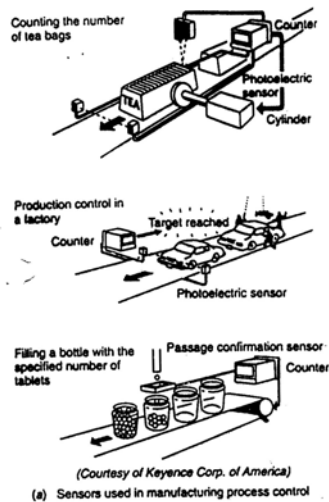 Counting the number
of tea bags
Counter
Photoelectric
sensor
TEA
Cylinder
Production control in
a factory
Target reached
Counter
Photoelectric sensor
Filling a bottle with the
specified number of
tablets
Passage confirmation sensor
Counter
(Courtesy of Keyence Corp. of America)
(a) Sensors used in manufacturing process control